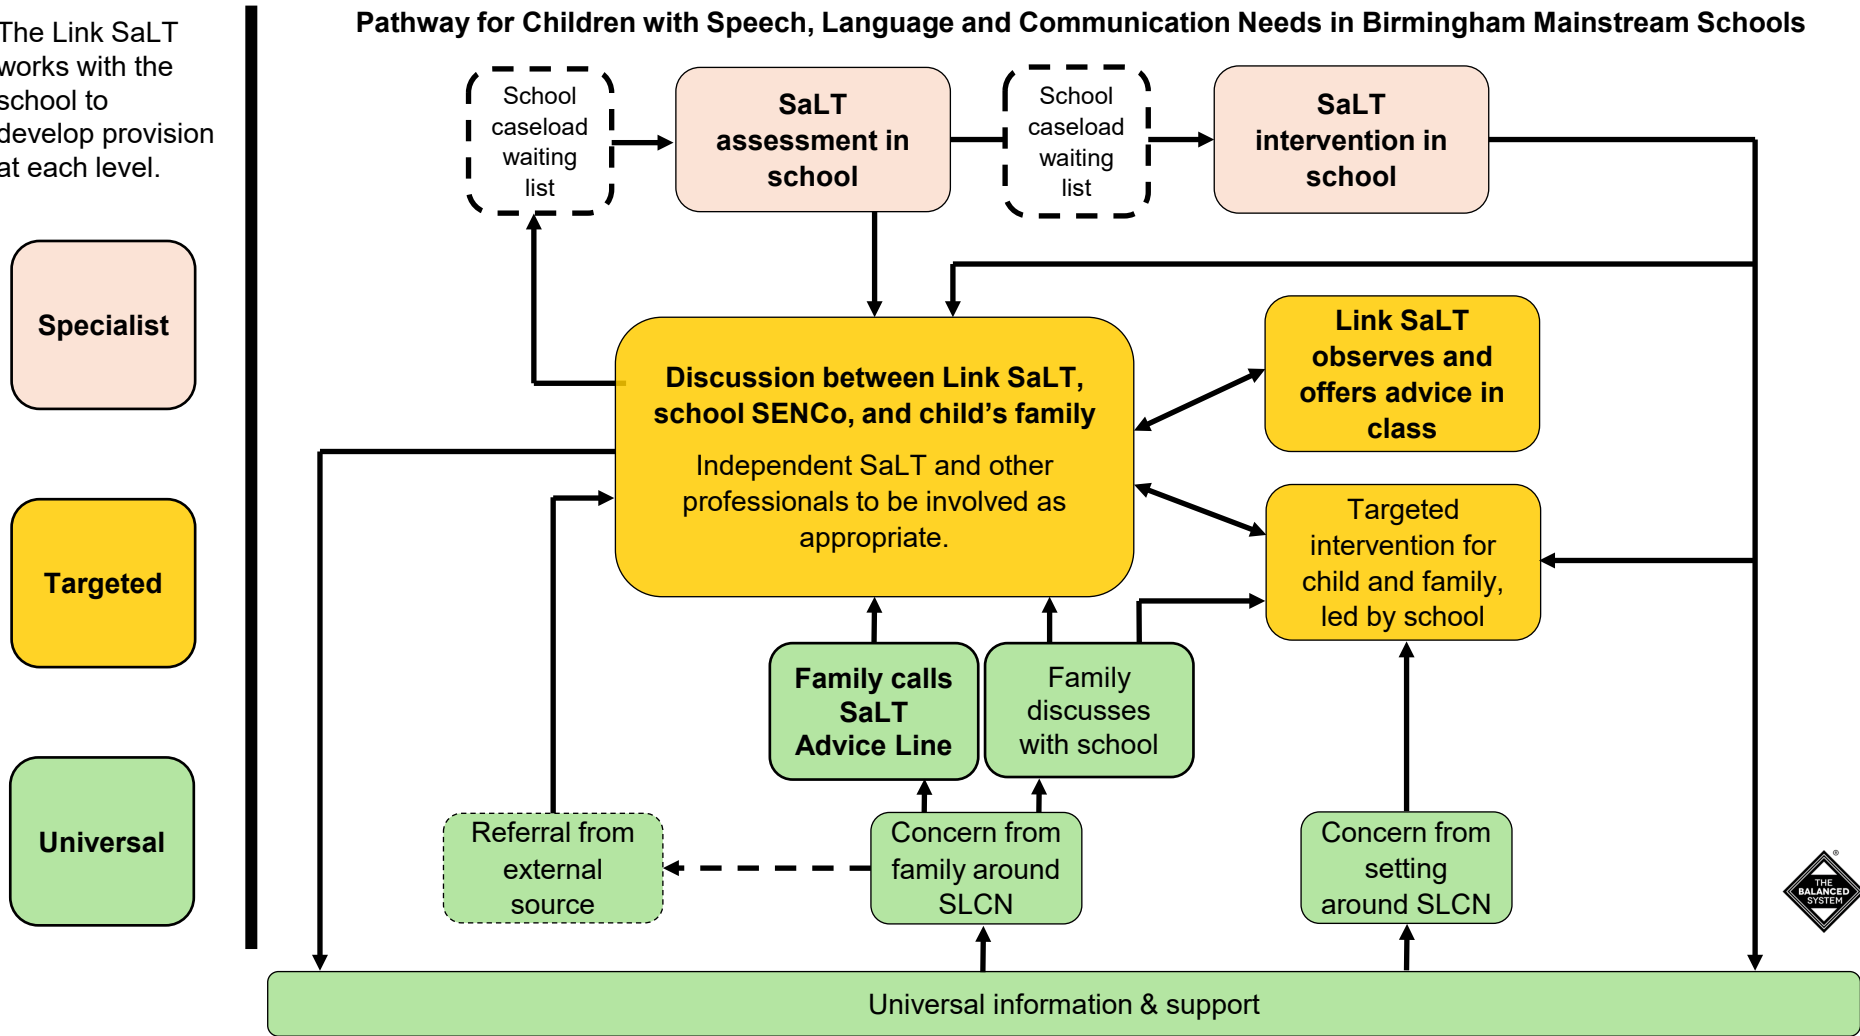 Pathway for Children with Speech, Language and Communication Needs in Birmingham Mainstream Schools
The Link SaLT
works with the
school to
develop provision
at each level.
Specialist
Targeted
Universal
School
caseload
waiting
list
SaLT
assessment in
school
School
caseload
waiting
list
SaLT
intervention in
school
Discussion between Link SaLT,
school SENCo, and child’s family
Independent SaLT and other
professionals to be involved as
appropriate.
Link SaLT
observes and
offers advice in
class
Targeted
intervention for
child and family,
led by school
Family calls
SaLT
Advice Line
Family
discusses
with school
Referral from
external
source
Concern from
family around
SLCN
Concern from
setting
around SLCN
THE
BALANCED
SYSTEM
®
Universal information & support